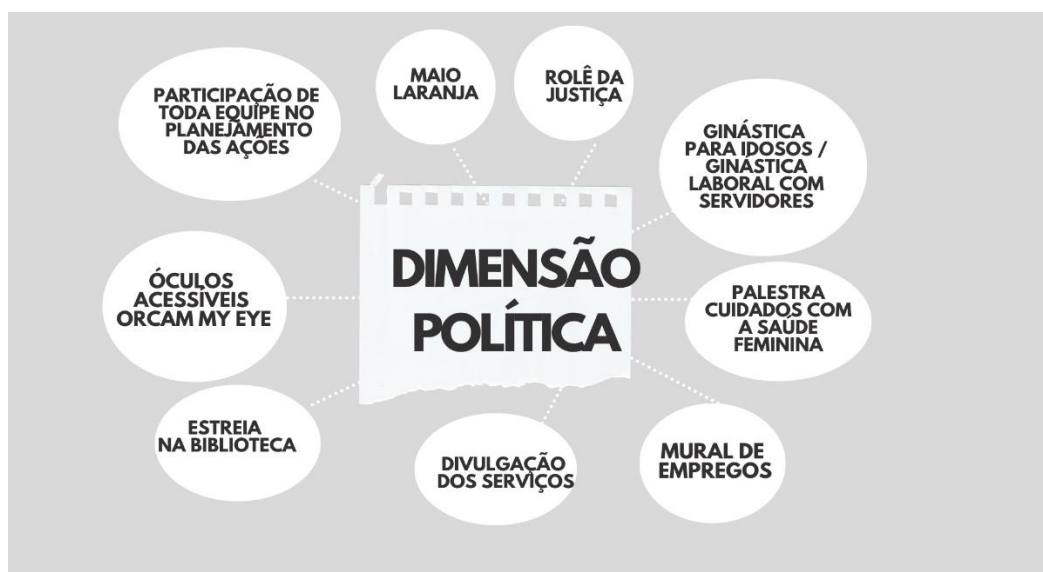 DIMENSÃO
POLÍTICA
MAIO
LARANJA
ROLÊ DA
JUSTIÇA
GINÁSTICA
PARA IDOSOS /
GINÁSTICA
LABORAL COM
SERVIDORES
PALESTRA
CUIDADOS COM
A SAÚDE
FEMININA
MURAL DE
EMPREGOS
DIVULGAÇÃO
DOS SERVIÇOS
ESTREIA
NA BIBLIOTECA
ÓCULOS
ACESSÍVEIS
ORCAM MY EYE
PARTICIPAÇÃO DE
TODA EQUIPE NO
PLANEJAMENTO
DAS AÇÕES